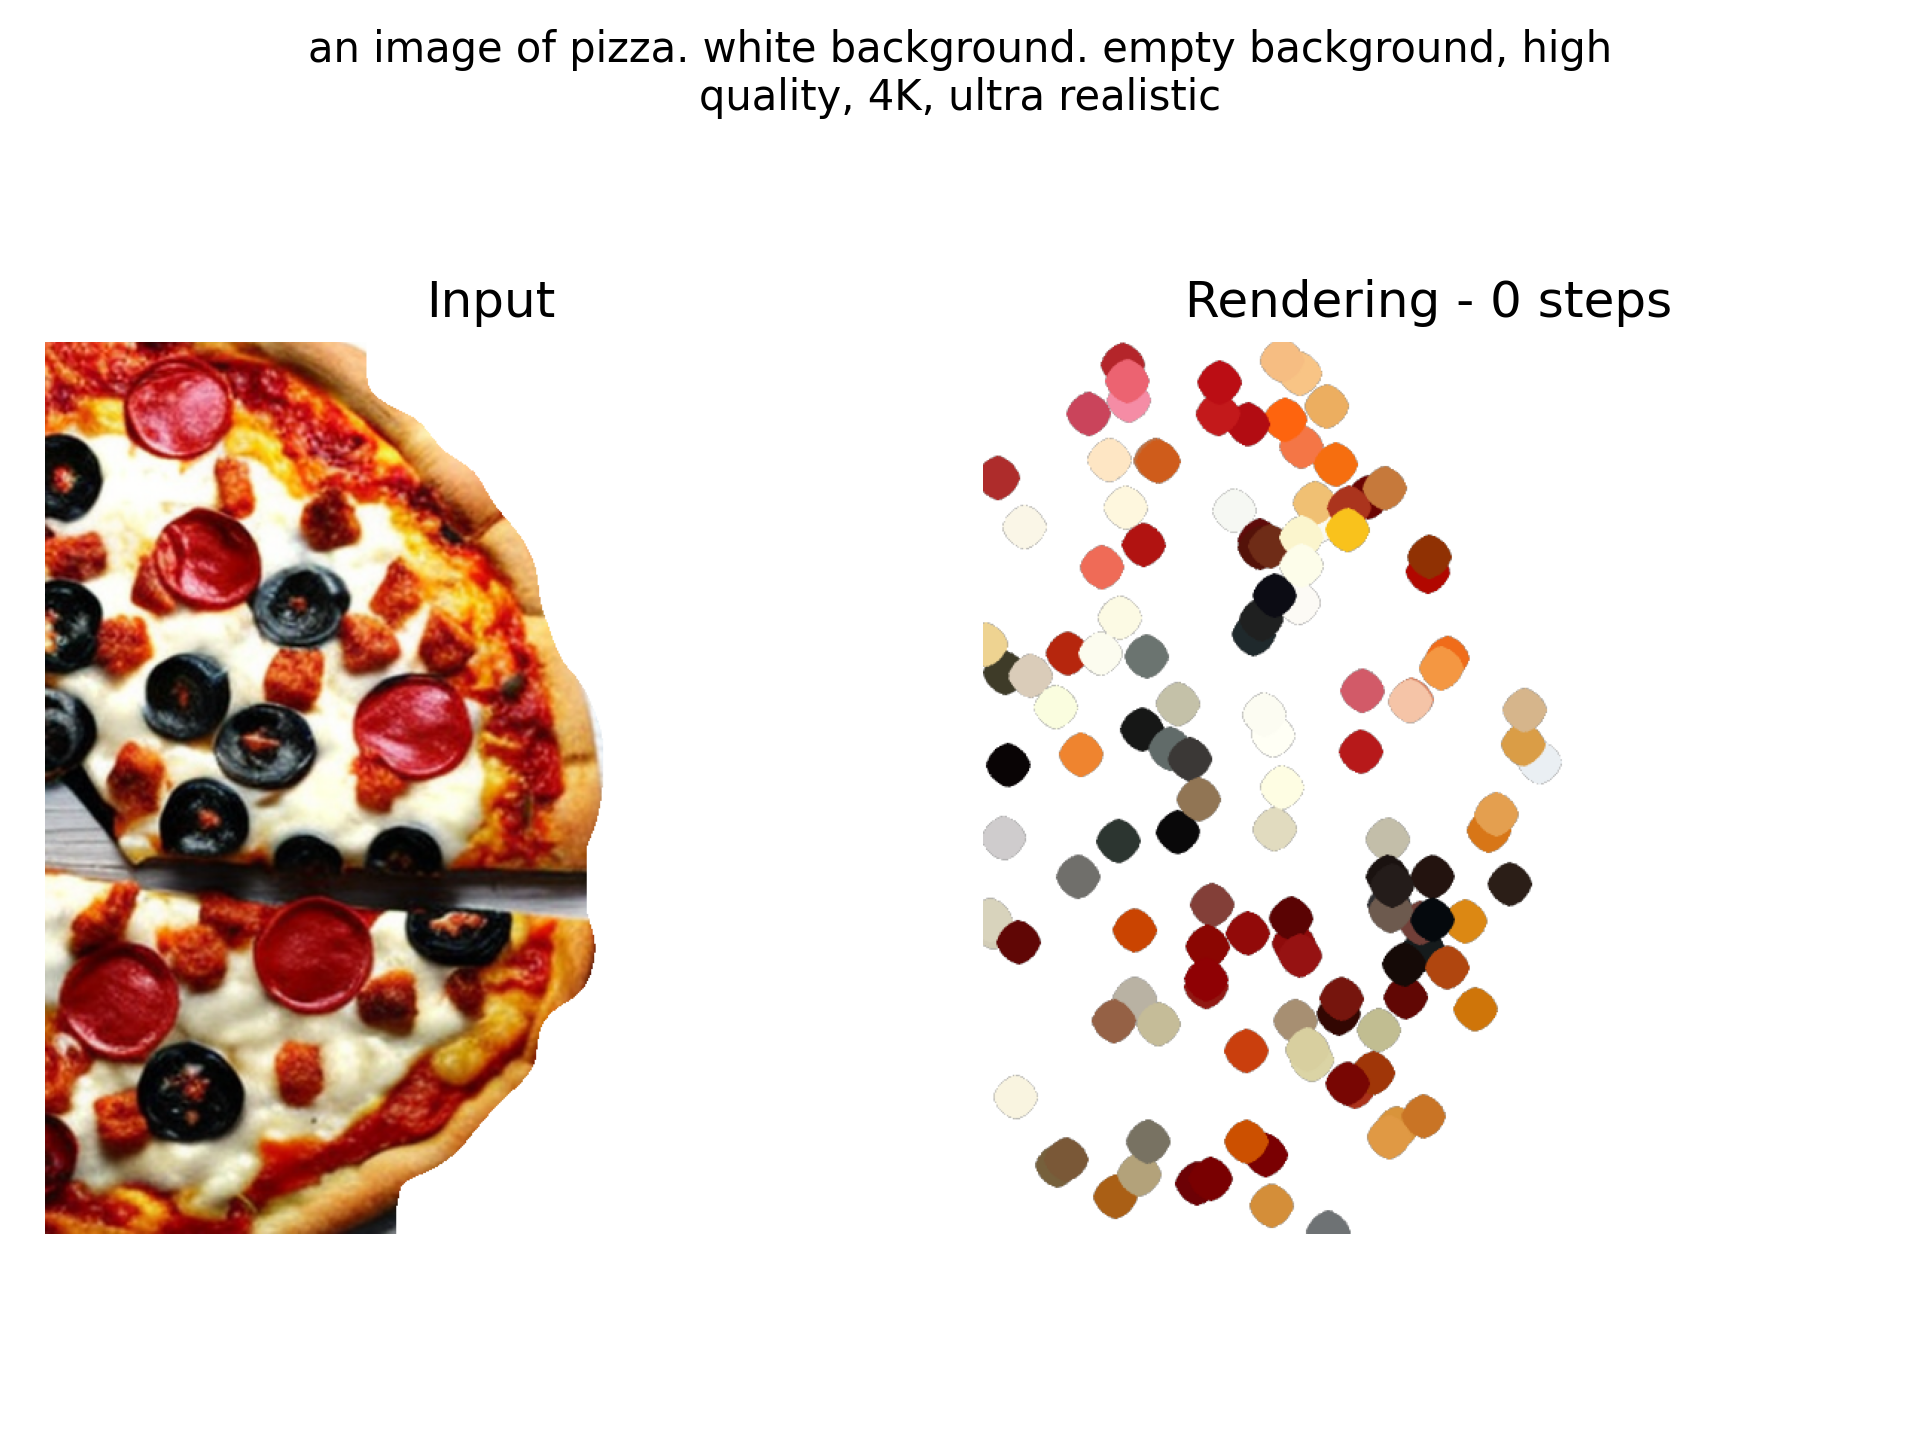 an image of pizza. white background. empty background, high
quality, 4K, ultra realistic
Input
Rendering - 0 steps